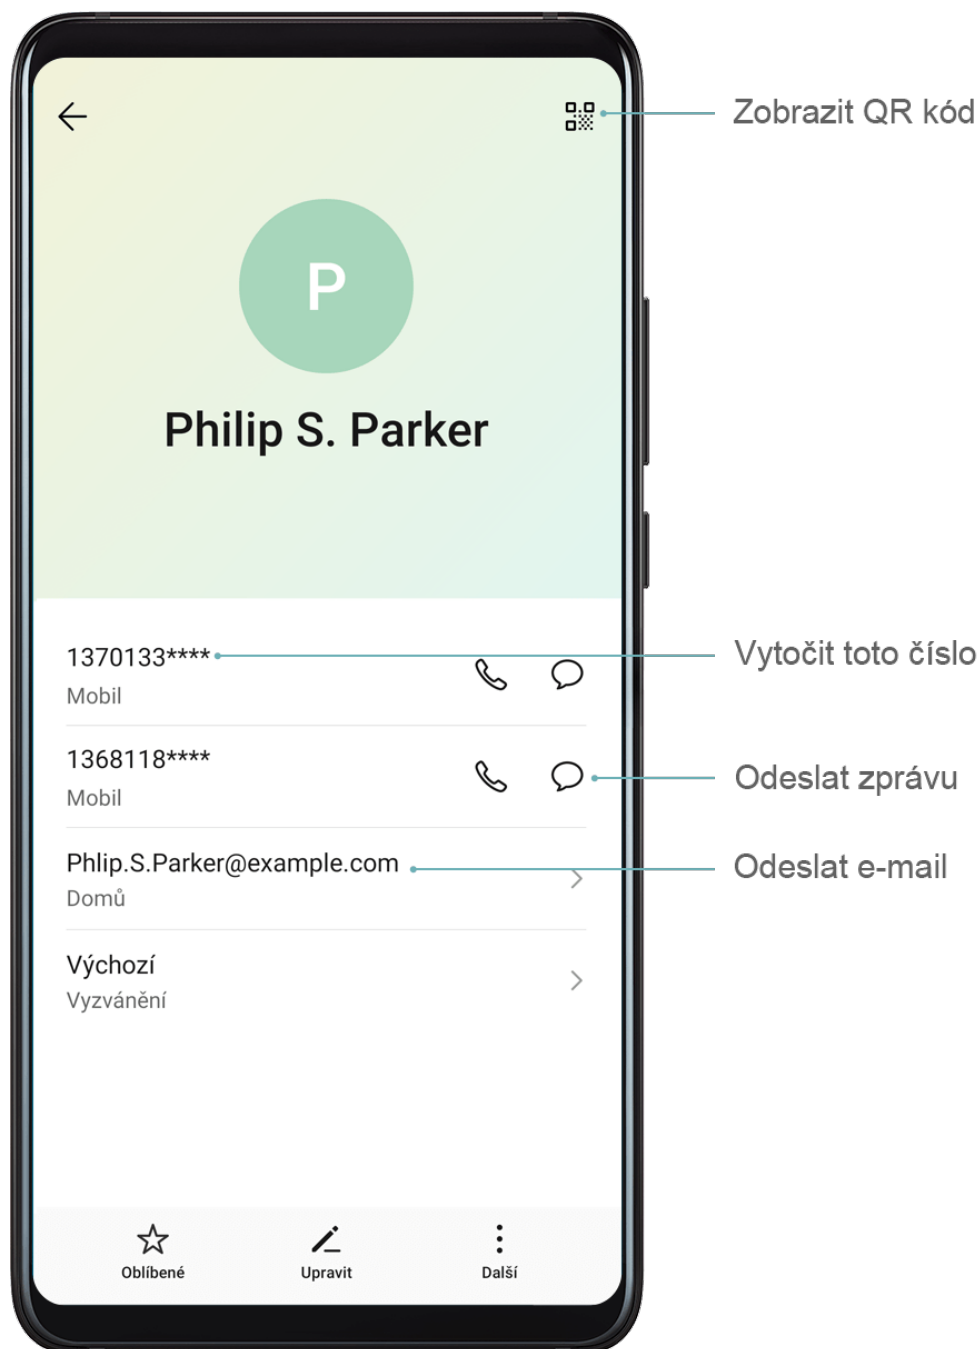 Zobrazit QR kód
P
Philip S. Parker
1370133****
Mobil
Vytočit toto číslo
1368118****
Mobil
Odeslat zprávu
Phlip.S.Parker@example.com
Domů
Odeslat e-mail
Výchozí
Vyzvánění
Oblíbené
Upravit
Další